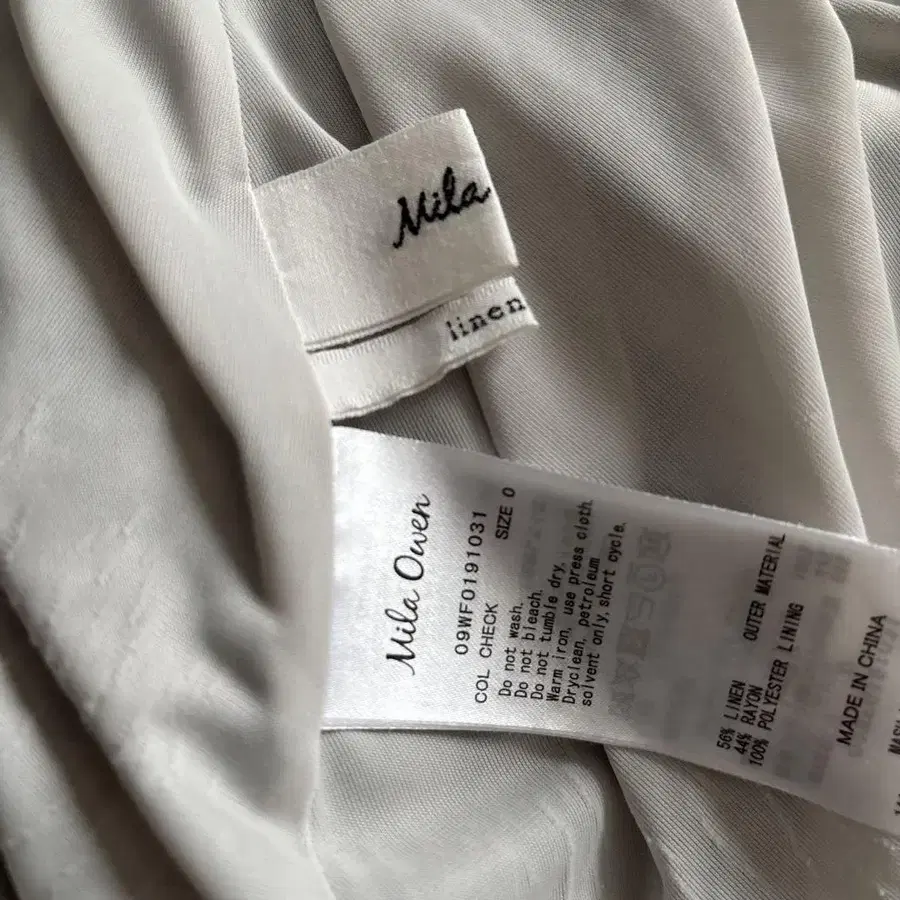 Mila
linen
Mila Owen
09WF0191031
COL CHECK SIZE 0
Do not wash.
Do not bleach.
Do not tumble dry.
Warm iron, use press cloth.
Dryclean, petroleum
solvent only, short cycle.
56% LINEN OUTER MATERIAL
44% RAYON
100% POLYESTER LINING
MADE IN CHINA